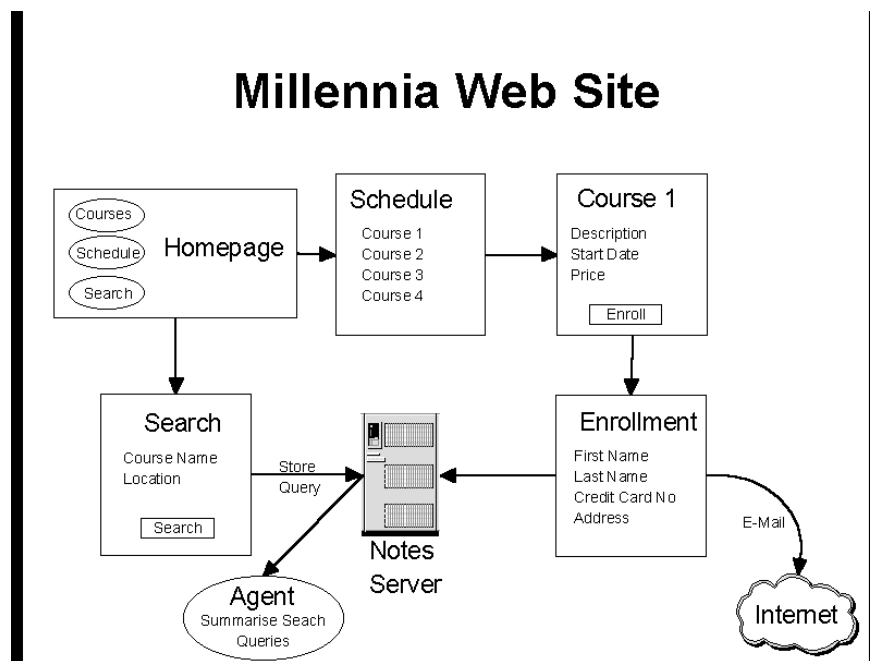 Millennia Web Site
Courses
Schedule
Search
Homepage
Schedule
Course 1
Course 2
Course 3
Course 4
Course 1
Description
Start Date
Price
Enroll
Search
Course Name
Location
Search
Store
Query
Notes
Server
Enrollment
First Name
Last Name
Credit Card No
Address
E-Mail
Agent
Summarise Seach
Queries
Internet